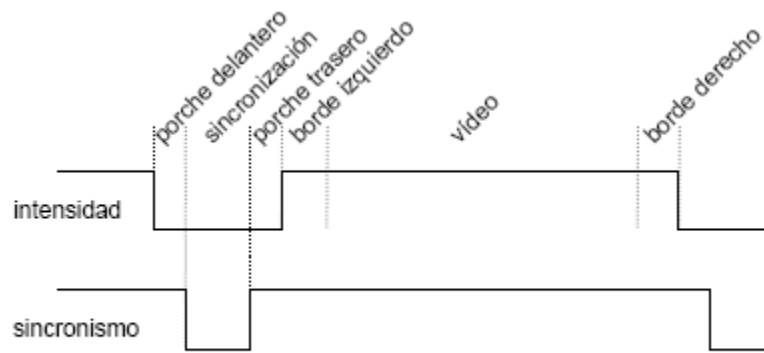 porche delantero
sincronización
porche trasero
borde izquierdo
vídeo
borde derecho
intensidad
sincronismo